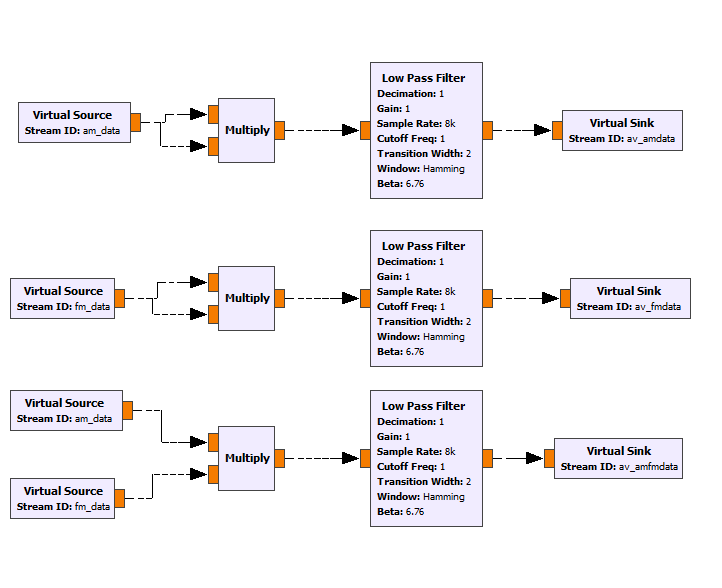 Virtual Source
Stream ID: am_data
Multiply
Low Pass Filter
Decimation: 1
Gain: 1
Sample Rate: 8k
Cutoff Freq: 1
Transition Width: 2
Window: Hamming
Beta: 6.76
Virtual Sink
Stream ID: av_amdata
Virtual Source
Stream ID: fm_data
Multiply
Low Pass Filter
Decimation: 1
Gain: 1
Sample Rate: 8k
Cutoff Freq: 1
Transition Width: 2
Window: Hamming
Beta: 6.76
Virtual Sink
Stream ID: av_fmdata
Virtual Source
Stream ID: am_data
Virtual Source
Stream ID: fm_data
Multiply
Low Pass Filter
Decimation: 1
Gain: 1
Sample Rate: 8k
Cutoff Freq: 1
Transition Width: 2
Window: Hamming
Beta: 6.76
Virtual Sink
Stream ID: av_amfmdata